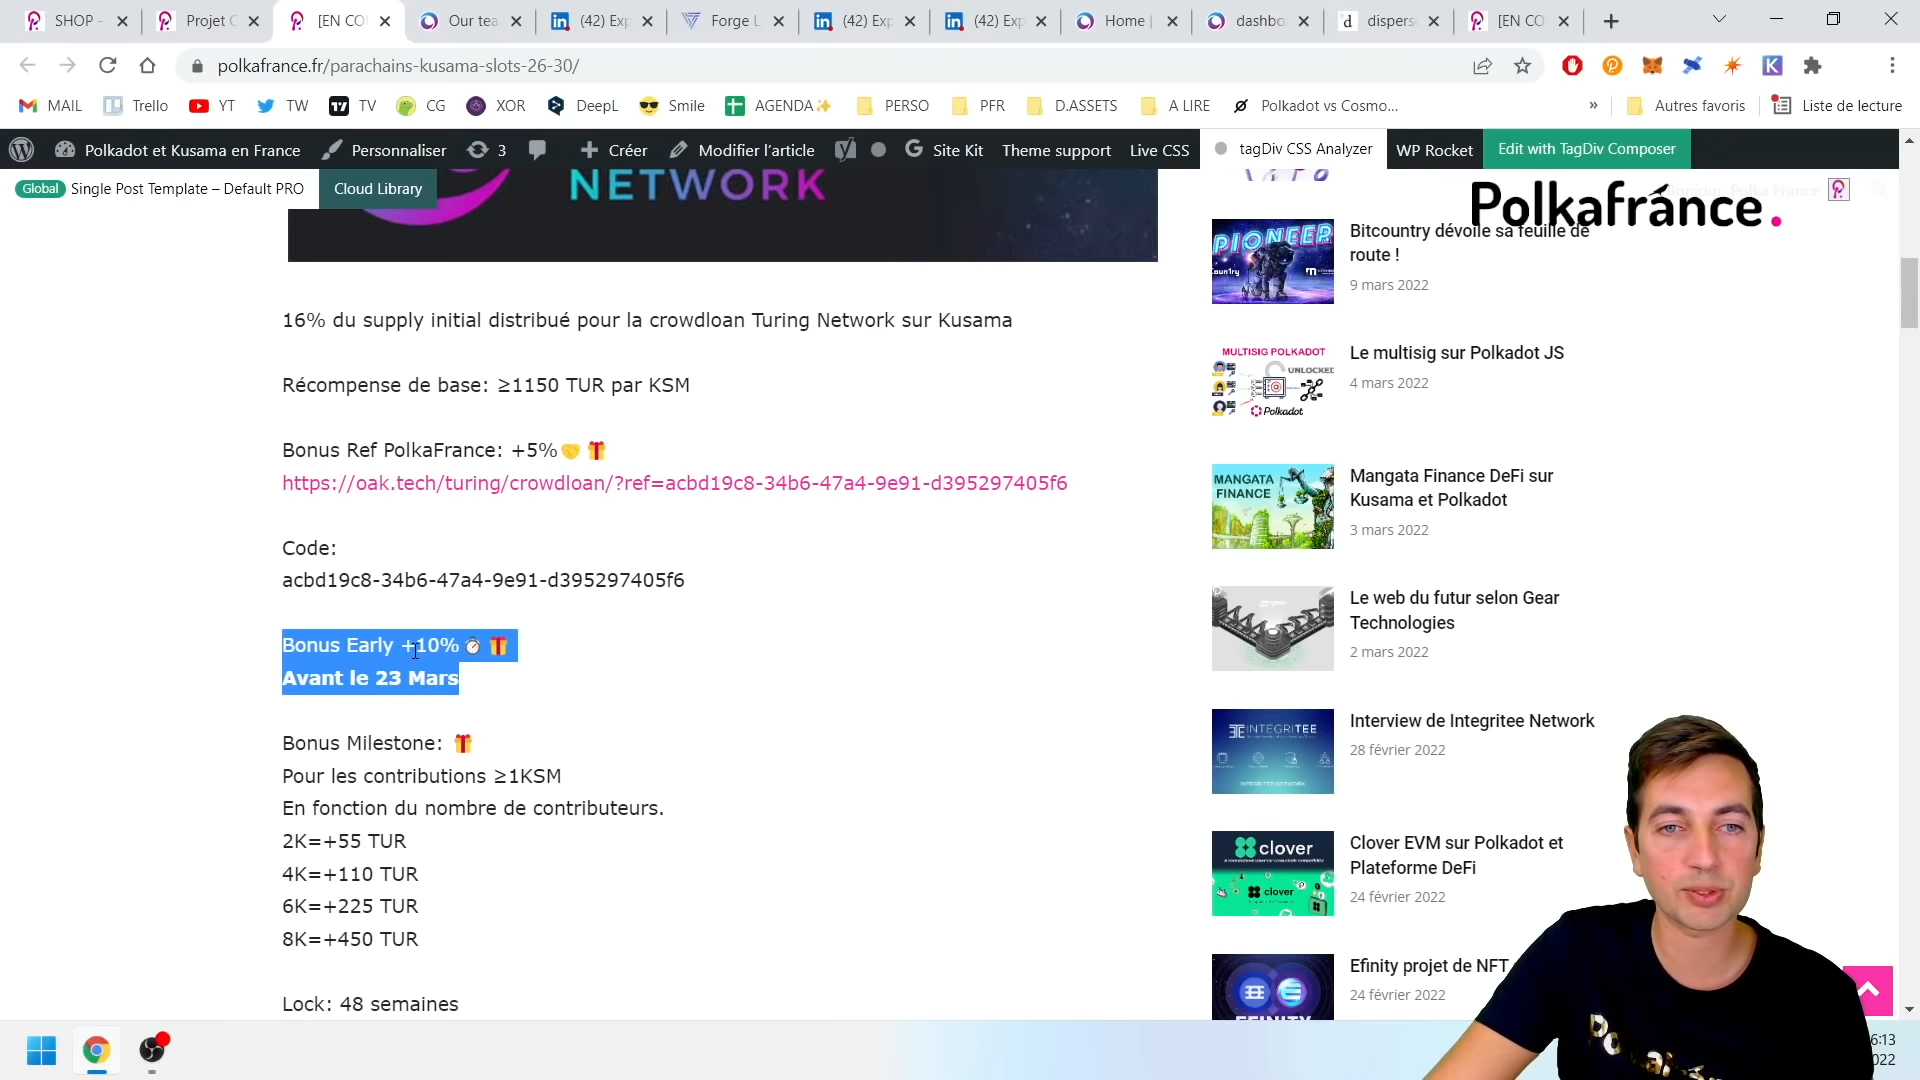 SHOP -
Projet C
[EN CO
Our tea
(42) Exp
Forge L
(42) Exp
(42) Exp
Home |
dashbo
dispers
[EN CO
polkafrance.fr/parachains-kusama-slots-26-30/
MAIL
Trello
YT
TW
TV
CG
XOR
DeepL
Smile
AGENDA✨
PERSO
PFR
D.ASSETS
A LIRE
Polkadot vs Cosmo...
»
Autres favoris
Liste de lecture
Polkadot et Kusama en France
Personnaliser
3
Créer
Modifier l’article
Site Kit
Theme support
Live CSS
tagDiv CSS Analyzer
WP Rocket
Edit with TagDiv Composer
Global
Single Post Template – Default PRO
Cloud Library
Polkafránce.
NETWORK
16% du supply initial distribué pour la crowdloan Turing Network sur Kusama
Récompense de base: ≥1150 TUR par KSM
Bonus Ref PolkaFrance: +5%🤝🎁
https://oak.tech/turing/crowdloan/?ref=acbd19c8-34b6-47a4-9e91-d395297405f6
Code:
acbd19c8-34b6-47a4-9e91-d395297405f6
Bonus Early +10%⏱🎁
Avant le 23 Mars
Bonus Milestone: 🎁
Pour les contributions ≥1KSM
En fonction du nombre de contributeurs.
2K=+55 TUR
4K=+110 TUR
6K=+225 TUR
8K=+450 TUR
Lock: 48 semaines
PIONEER
Bitcountry dévoile sa feuille de
route !
9 mars 2022
MULTISIG POLKADOT
UNLOCKED
Polkadot
Le multisig sur Polkadot JS
4 mars 2022
MANGATA
FINANCE
Mangata Finance DeFi sur
Kusama et Polkadot
3 mars 2022
Le web du futur selon Gear
Technologies
2 mars 2022
INTEGRITEE
INTEGRITEE NETWORK
Interview de Integritee Network
28 février 2022
clover
clover
Clover EVM sur Polkadot et
Plateforme DeFi
24 février 2022
EFINITY
Efinity projet de NFT
24 février 2022
6:13
022